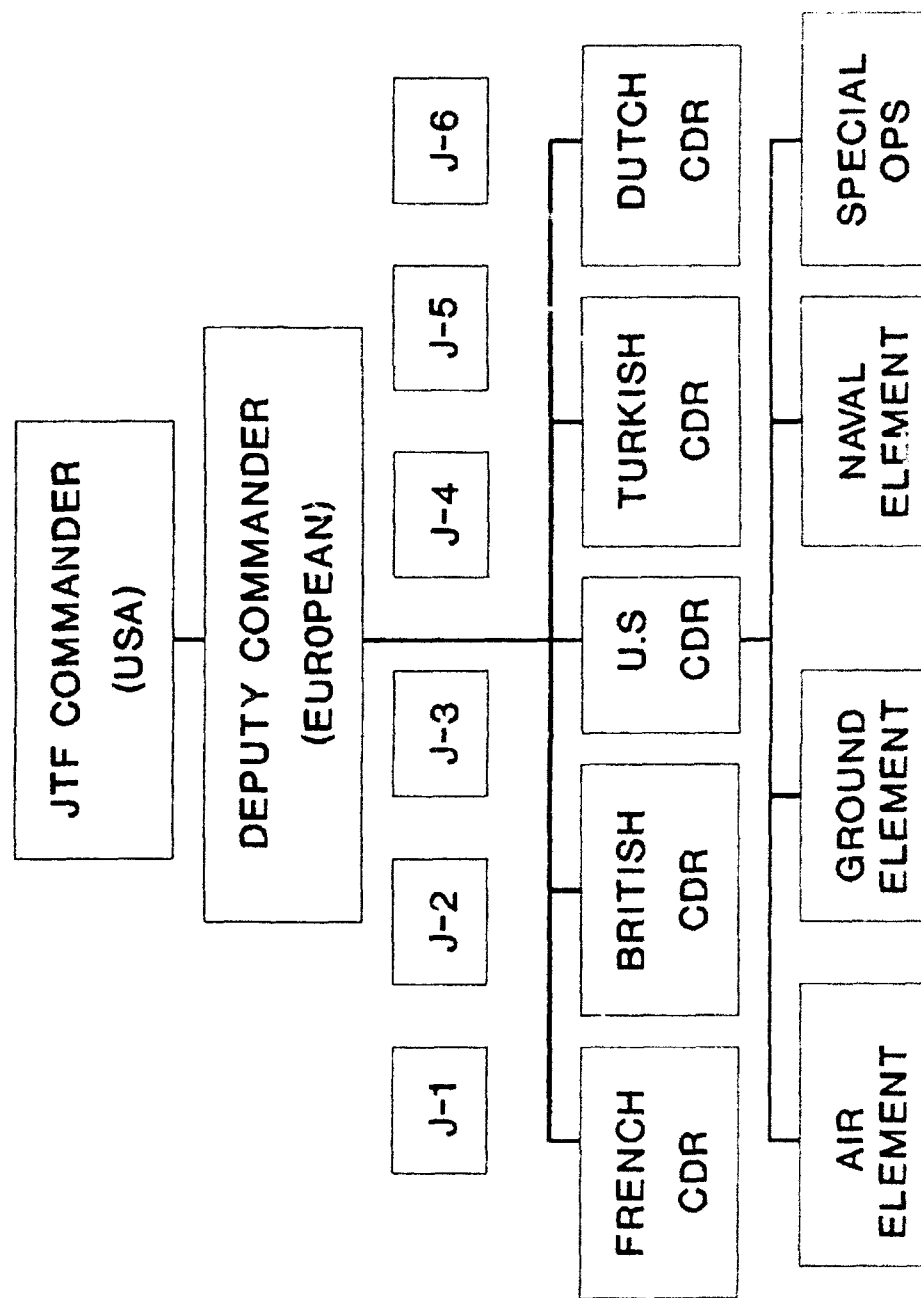 JTF COMMANDER
(USA)
DEPUTY COMMANDER
(EUROPEAN)
J-1
J-2
J-3
J-4
J-5
J-6
FRENCH
CDR
BRITISH
CDR
U.S
CDR
TURKISH
CDR
DUTCH
CDR
AIR
ELEMENT
GROUND
ELEMENT
NAVAL
ELEMENT
SPECIAL
OPS